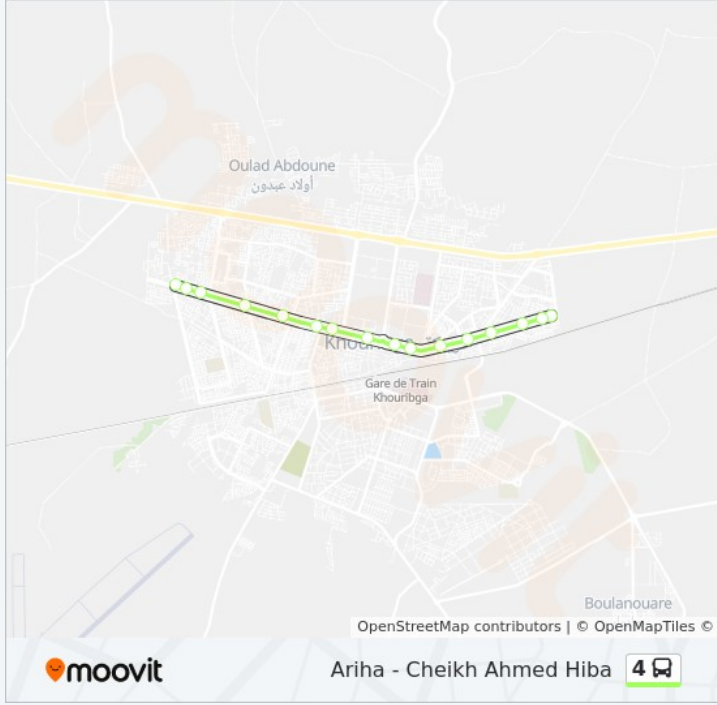 Oulad Abdoune
أولاد عبدون
Gare de Train
Khouribga
Boulanouare
OpenStreetMap contributors | © OpenMapTiles ©
moovit
Ariha - Cheikh Ahmed Hiba 4